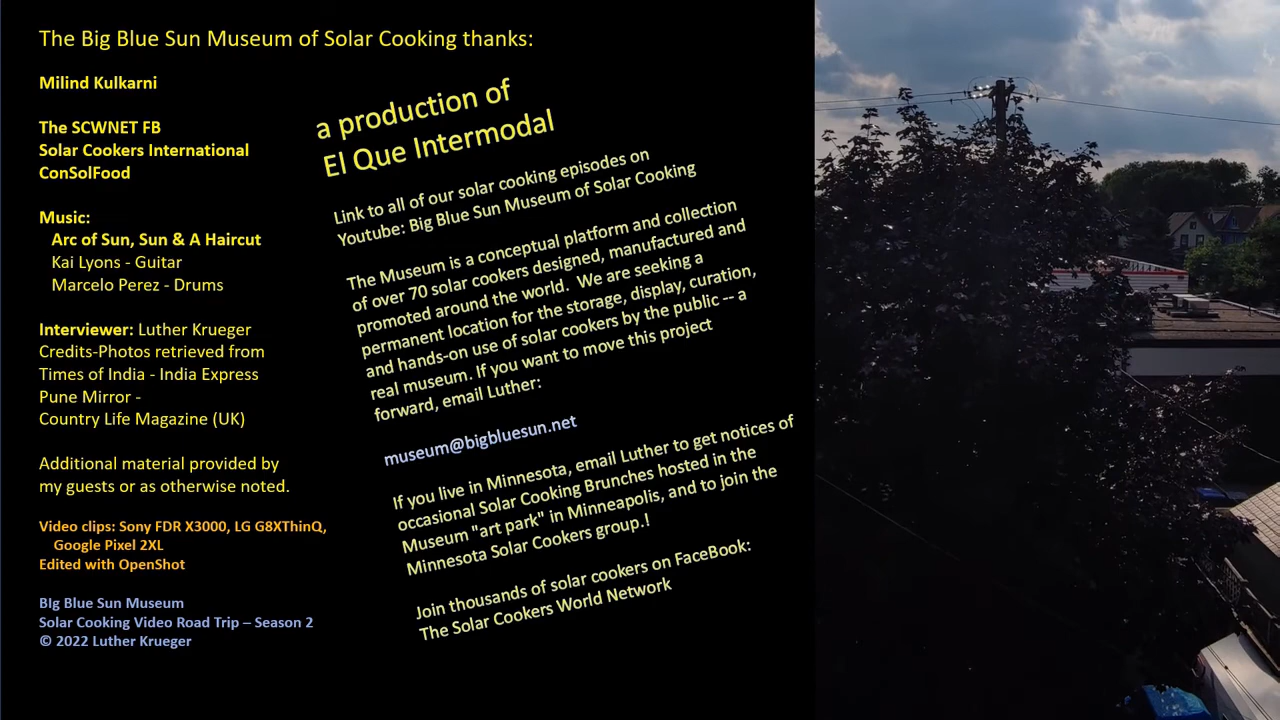 The Big Blue Sun Museum of Solar Cooking thanks:
Milind Kulkarni
The SCWNET FB
Solar Cookers International
ConSolFood
Music:
Arc of Sun, Sun & A Haircut
Kai Lyons - Guitar
Marcelo Perez - Drums
Interviewer: Luther Krueger
Credits-Photos retrieved from
Times of India - India Express
Pune Mirror -
Country Life Magazine (UK)
Additional material provided by
my guests or as otherwise noted.
Video clips: Sony FDR X3000, LG G8XThinQ,
Google Pixel 2XL
Edited with OpenShot
BIg Blue Sun Museum
Solar Cooking Video Road Trip – Season 2
© 2022 Luther Krueger
a production of
El Que Intermodal
Link to all of our solar cooking episodes on
Youtube: Big Blue Sun Museum of Solar Cooking
The Museum is a conceptual platform and collection
of over 70 solar cookers designed, manufactured and
promoted around the world.  We are seeking a
permanent location for the storage, display, curation,
and hands-on use of solar cookers by the public -- a
real museum. If you want to move this project
forward, email Luther:
museum@bigbluesun.net
If you live in Minnesota, email Luther to get notices of
occasional Solar Cooking Brunches hosted in the
Museum "art park" in Minneapolis, and to join the
Minnesota Solar Cookers group.!
Join thousands of solar cookers on FaceBook:
The Solar Cookers World Network